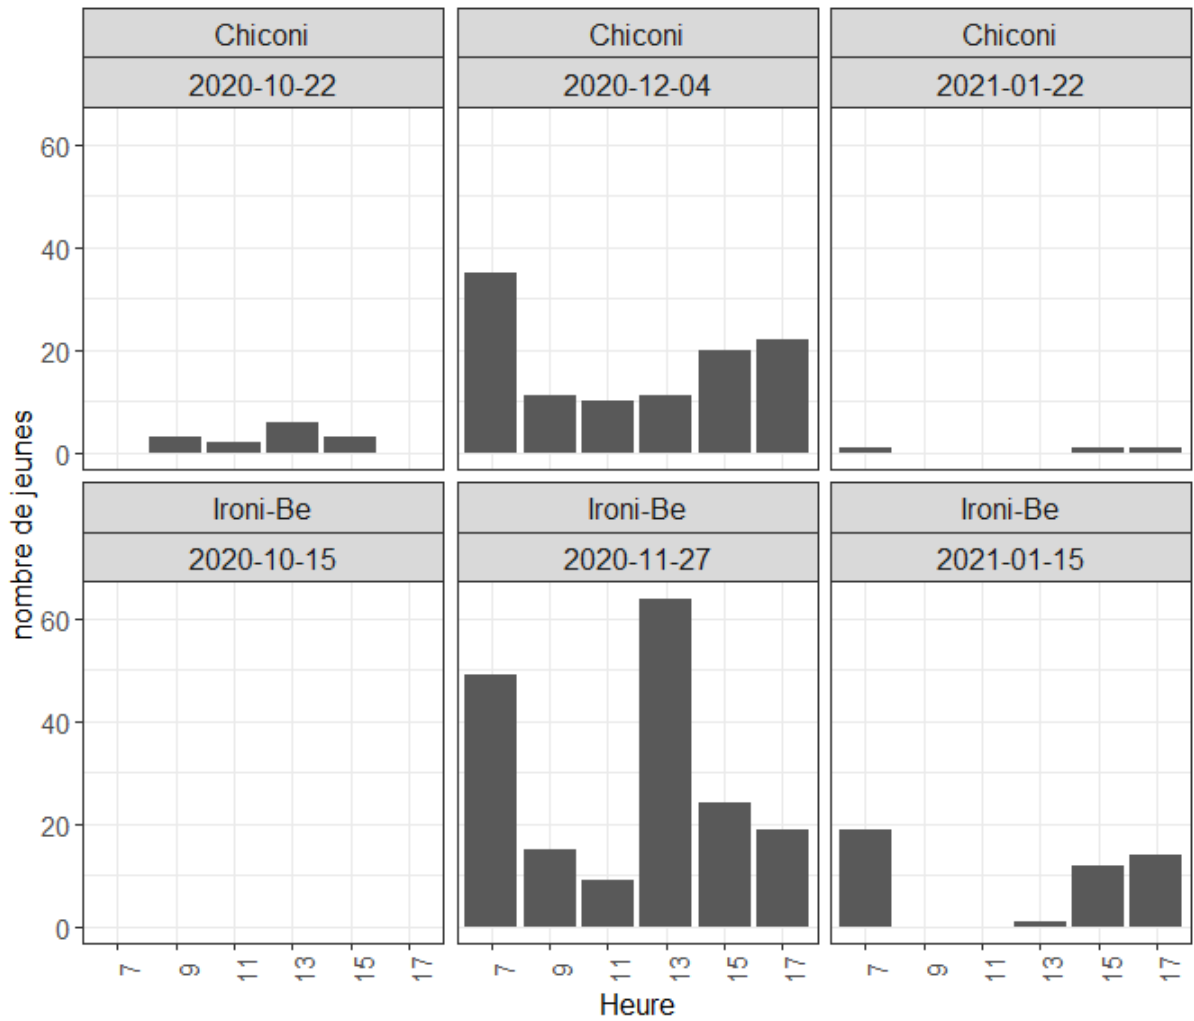 Chiconi
Chiconi
Chiconi
2020-10-22
2020-12-04
2021-01-22
60
40
20
0
nombre de jeunes
Ironi-Be
Ironi-Be
Ironi-Be
2020-10-15
2020-11-27
2021-01-15
60
40
20
0
7 9 11 13 15 17
7 9 11 13 15 17
7 9 11 13 15 17
Heure